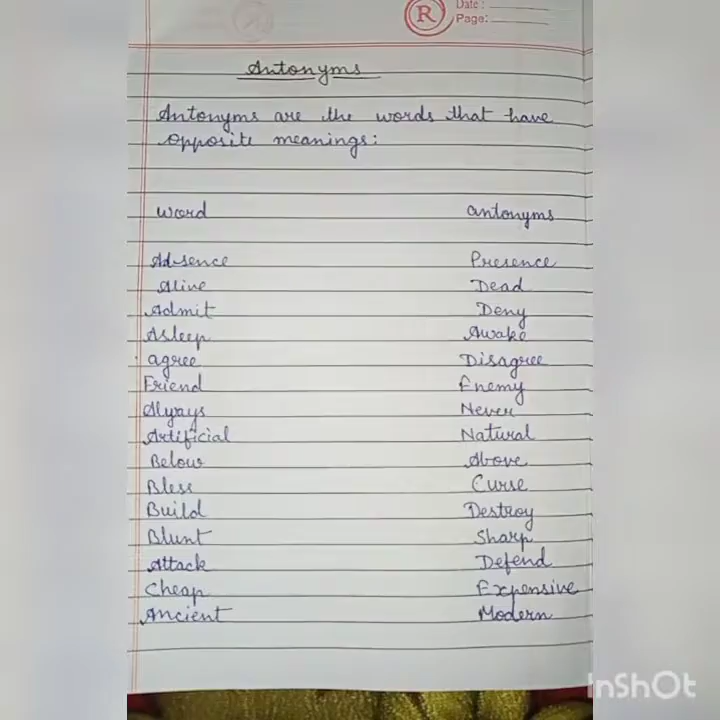 R
Date :
Page:
Antonyms
Antonyms are the words that have
opposite meanings:
word antonyms
Absence Presence
Alive Dead
Admit Deny
Asleep Awake
agree Disagree
Friend Enemy
Always Never
Artificial Natural
Below Above
Bless Curse
Build Destroy
Blunt Sharp
Attack Defend
Cheap Expensive
Ancient Modern
InShOt